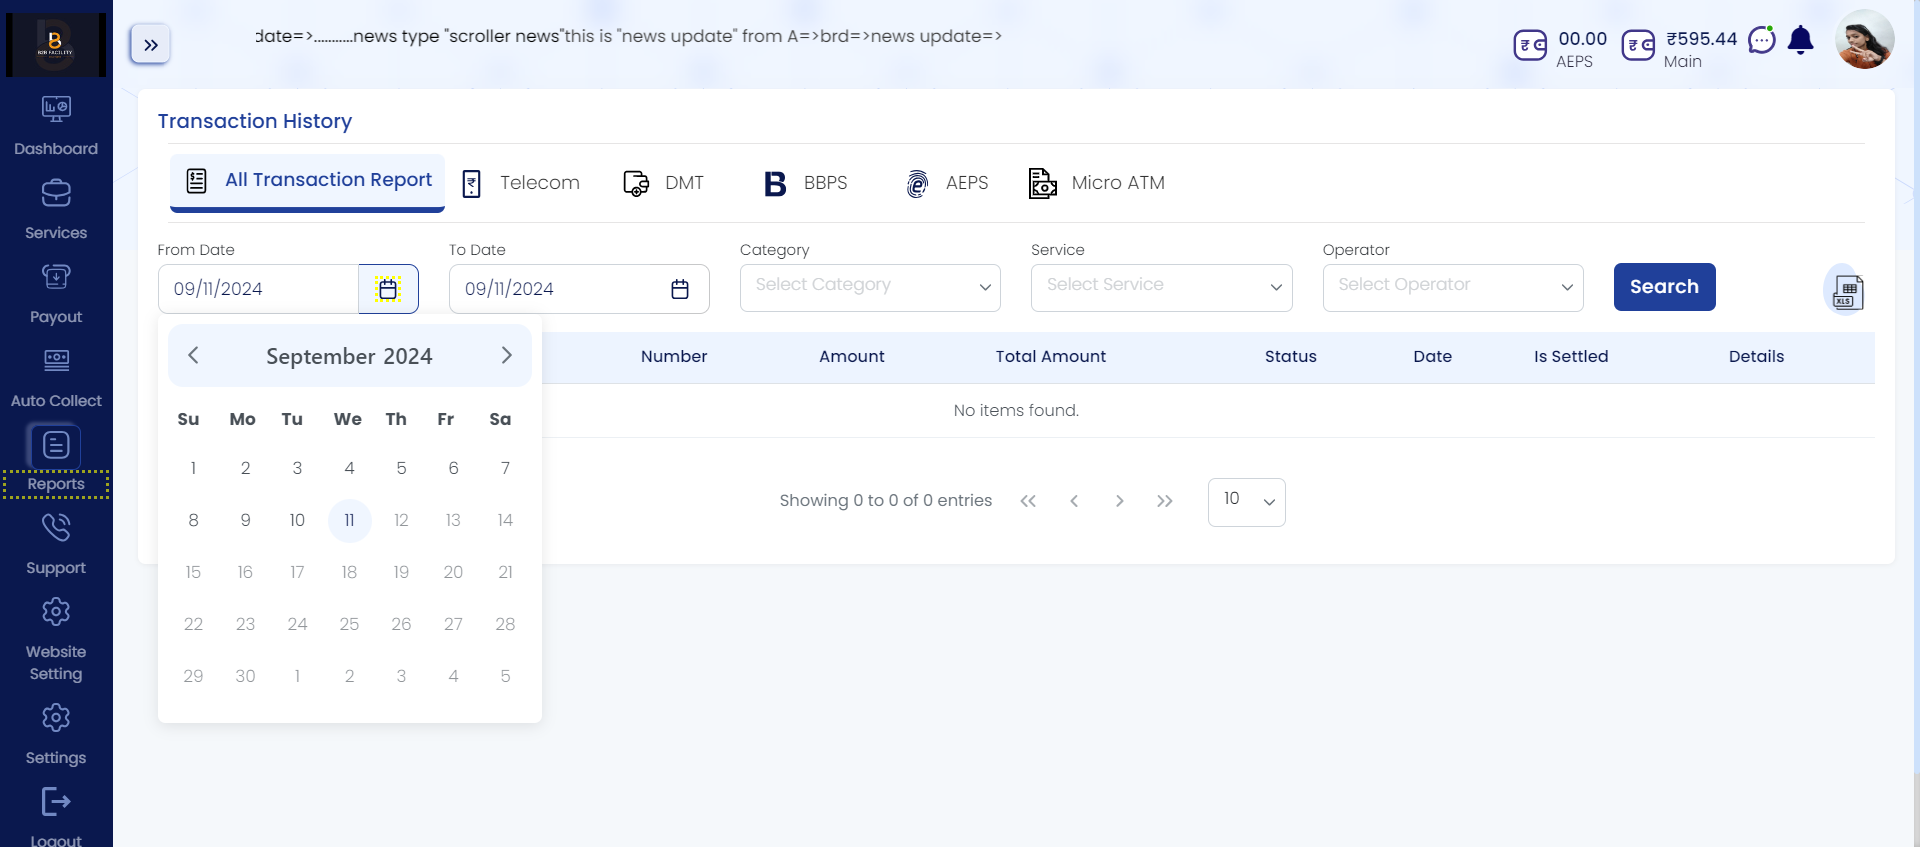 B2B FACILITY
date=>...........news type "scroller news"this is "news update" from A=>brd=>news update=>
00.00
AEPS
₹595.44
Main
Dashboard
Services
Payout
Auto Collect
Reports
Support
Website
Setting
Settings
Logout
Transaction History
All Transaction Report
Telecom
DMT
BBPS
AEPS
Micro ATM
From Date
To Date
Category
Service
Operator
09/11/2024
09/11/2024
Select Category
Select Service
Select Operator
Search
XLS
Number Amount Total Amount Status Date Is Settled Details
No items found.
Showing 0 to 0 of 0 entries
10
September 2024
Su Mo Tu We Th Fr Sa
1 2 3 4 5 6 7
8 9 10 11 12 13 14
15 16 17 18 19 20 21
22 23 24 25 26 27 28
29 30 1 2 3 4 5